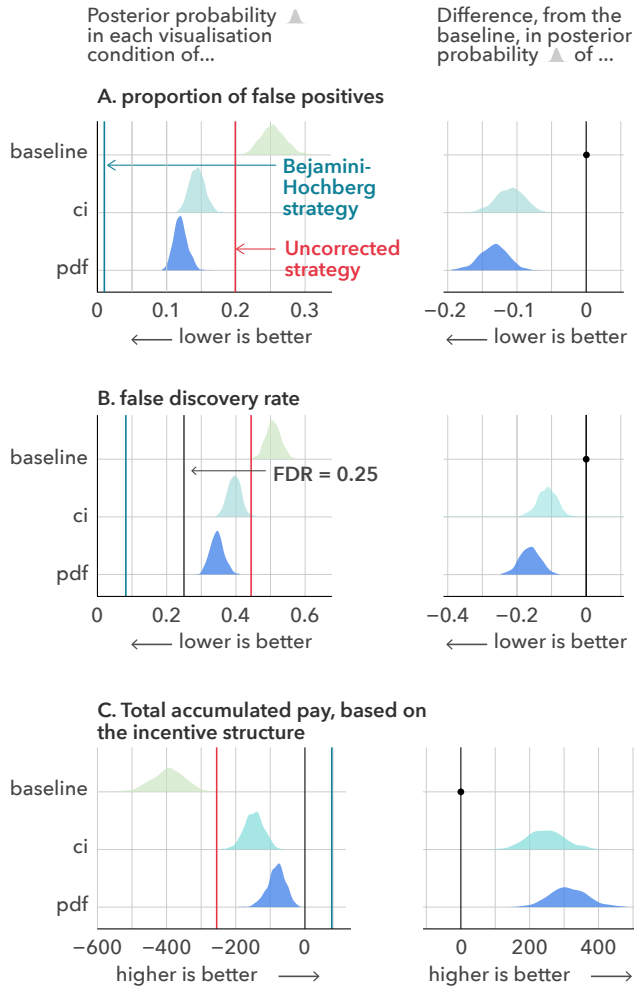 Posterior probability
in each visualisation
condition of...
Difference, from the
baseline, in posterior
probability of ...
A. proportion of false positives
baseline
ci
pdf
Bejamini-
Hochberg
strategy
Uncorrected
strategy
0 0.1 0.2 0.3
lower is better
−0.2 −0.1 0
lower is better
B. false discovery rate
baseline
ci
pdf
FDR = 0.25
0 0.2 0.4 0.6
lower is better
−0.4 −0.2 0
lower is better
C. Total accumulated pay, based on
the incentive structure
baseline
ci
pdf
−600 −400 −200 0
higher is better
0 200 400
higher is better